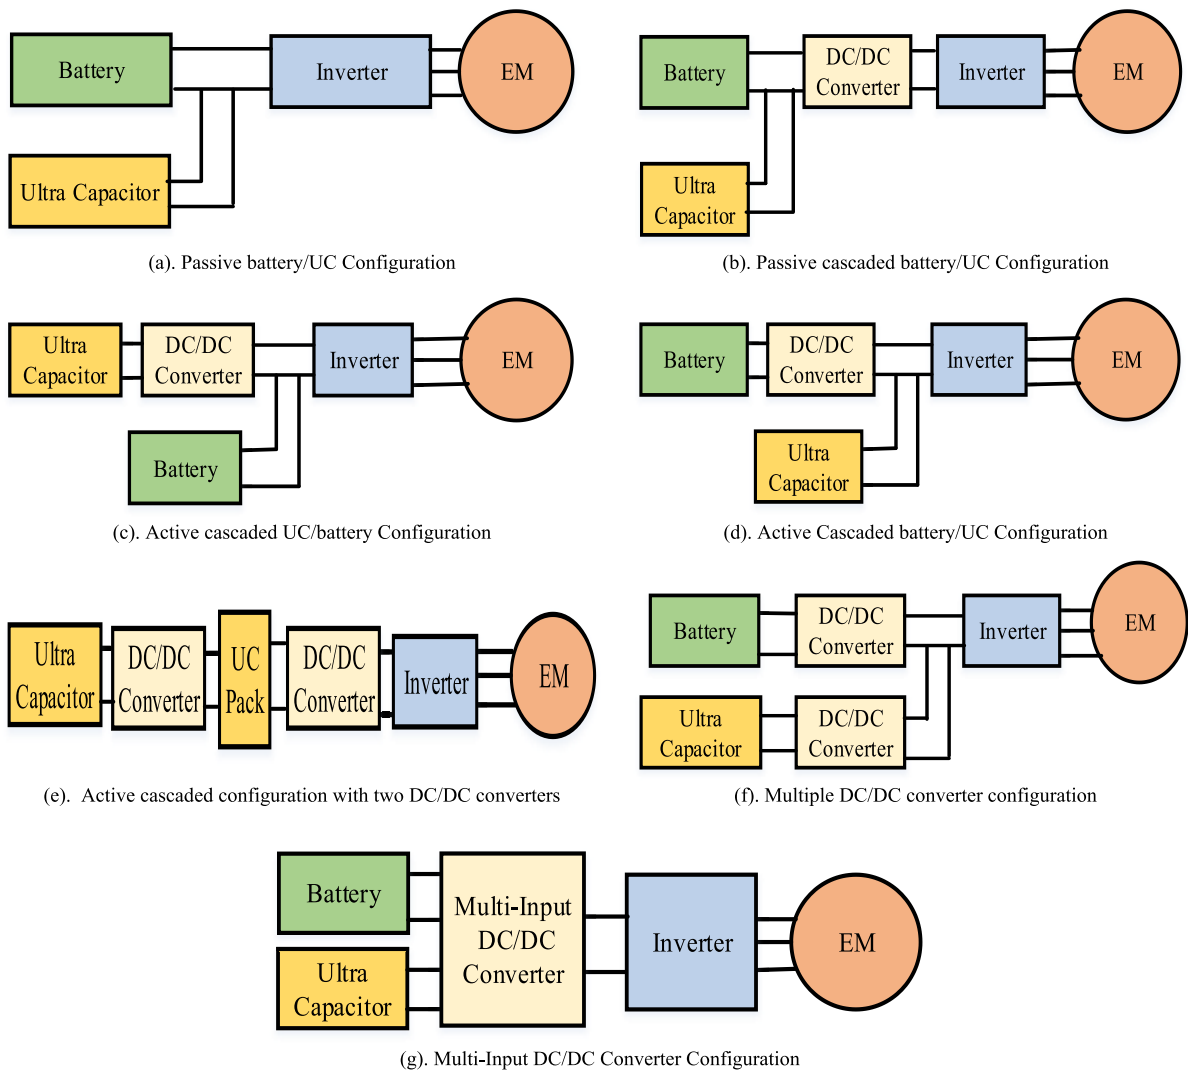 Battery
Inverter
EM
Ultra Capacitor
(a). Passive battery/UC Configuration
Battery
DC/DC
Converter
Inverter
EM
Ultra
Capacitor
(b). Passive cascaded battery/UC Configuration
Ultra
Capacitor
DC/DC
Converter
Inverter
EM
Battery
(c). Active cascaded UC/battery Configuration
Battery
DC/DC
Converter
Inverter
EM
Ultra
Capacitor
(d). Active Cascaded battery/UC Configuration
Ultra
Capacitor
DC/DC
Converter
UC
Pack
DC/DC
Converter
Inverter
EM
(e). Active cascaded configuration with two DC/DC converters
Battery
DC/DC
Converter
Inverter
EM
Ultra
Capacitor
DC/DC
Converter
(f). Multiple DC/DC converter configuration
Battery
Ultra
Capacitor
Multi-Input
DC/DC
Converter
Inverter
EM
(g). Multi-Input DC/DC Converter Configuration